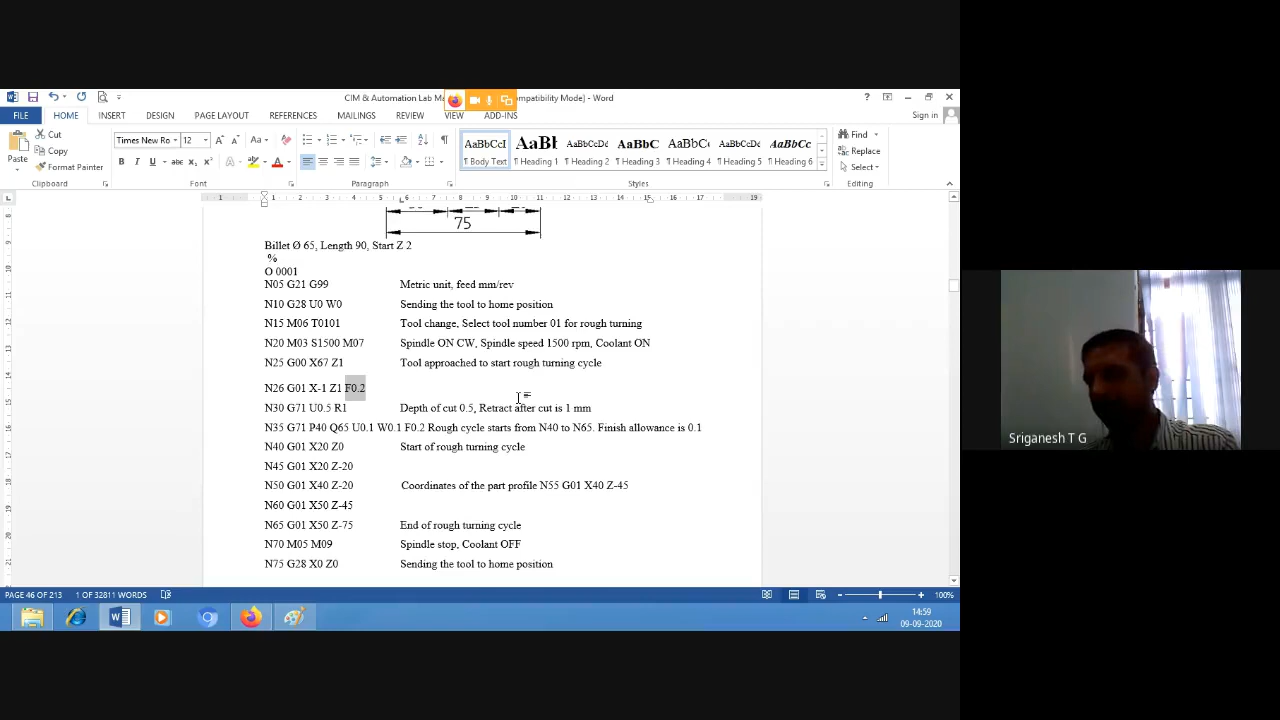 CIM & Automation Lab Ma
ompatibility Mode] - Word
Sign in
FILE HOME INSERT DESIGN PAGE LAYOUT REFERENCES MAILINGS REVIEW VIEW ADD-INS
Paste
Cut
Copy
Format Painter
Times New Ro 12
AaBbCcI AaBbI AaBbCcDd AaBbC AaBbCc AaBbCcDc AaBbCc
¶ Body Text ¶ Heading 1 ¶ Heading 2 ¶ Heading 3 ¶ Heading 4 ¶ Heading 5 ¶ Heading 6
Find
Replace
Select
Clipboard Font Paragraph Styles Editing
75
Billet Ø 65, Length 90, Start Z 2
%
O 0001
N05 G21 G99 Metric unit, feed mm/rev
N10 G28 U0 W0 Sending the tool to home position
N15 M06 T0101 Tool change, Select tool number 01 for rough turning
N20 M03 S1500 M07 Spindle ON CW, Spindle speed 1500 rpm, Coolant ON
N25 G00 X67 Z1 Tool approached to start rough turning cycle
N26 G01 X-1 Z1 F0.2
N30 G71 U0.5 R1 Depth of cut 0.5, Retract after cut is 1 mm
N35 G71 P40 Q65 U0.1 W0.1 F0.2 Rough cycle starts from N40 to N65. Finish allowance is 0.1
N40 G01 X20 Z0 Start of rough turning cycle
N45 G01 X20 Z-20
N50 G01 X40 Z-20 Coordinates of the part profile N55 G01 X40 Z-45
N60 G01 X50 Z-45
N65 G01 X50 Z-75 End of rough turning cycle
N70 M05 M09 Spindle stop, Coolant OFF
N75 G28 X0 Z0 Sending the tool to home position
PAGE 46 OF 213 1 OF 32811 WORDS
100%
14:59
09-09-2020
Sriganesh T G